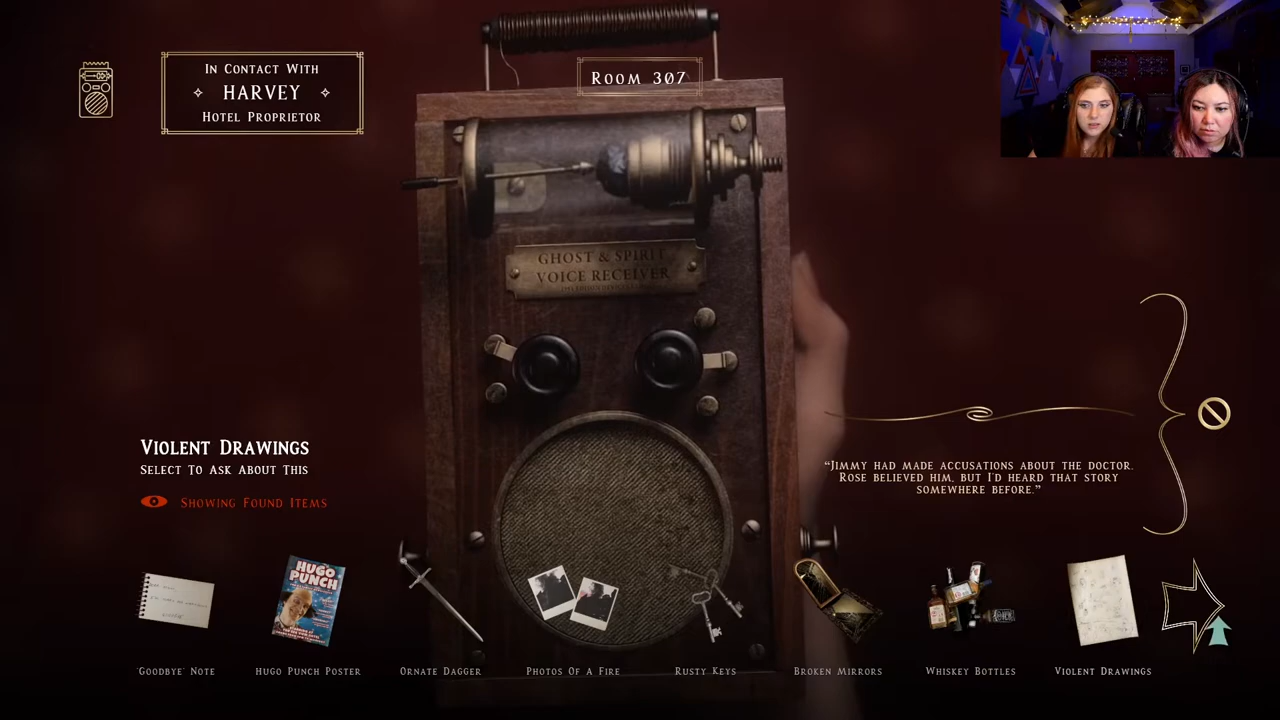 In Contact With
HARVEY
Hotel Proprietor
Room 307
GHOST & SPIRIT
VOICE RECEIVER
Violent Drawings
Select To Ask About This
Showing Found Items
“Jimmy had made accusations about the doctor.
Rose believed him, but I'd heard that story
somewhere before.”
HUGO
PUNCH
'Goodbye' Note
Hugo Punch Poster
Ornate Dagger
Photos Of A Fire
Rusty Keys
Broken Mirrors
Whiskey Bottles
Violent Drawings